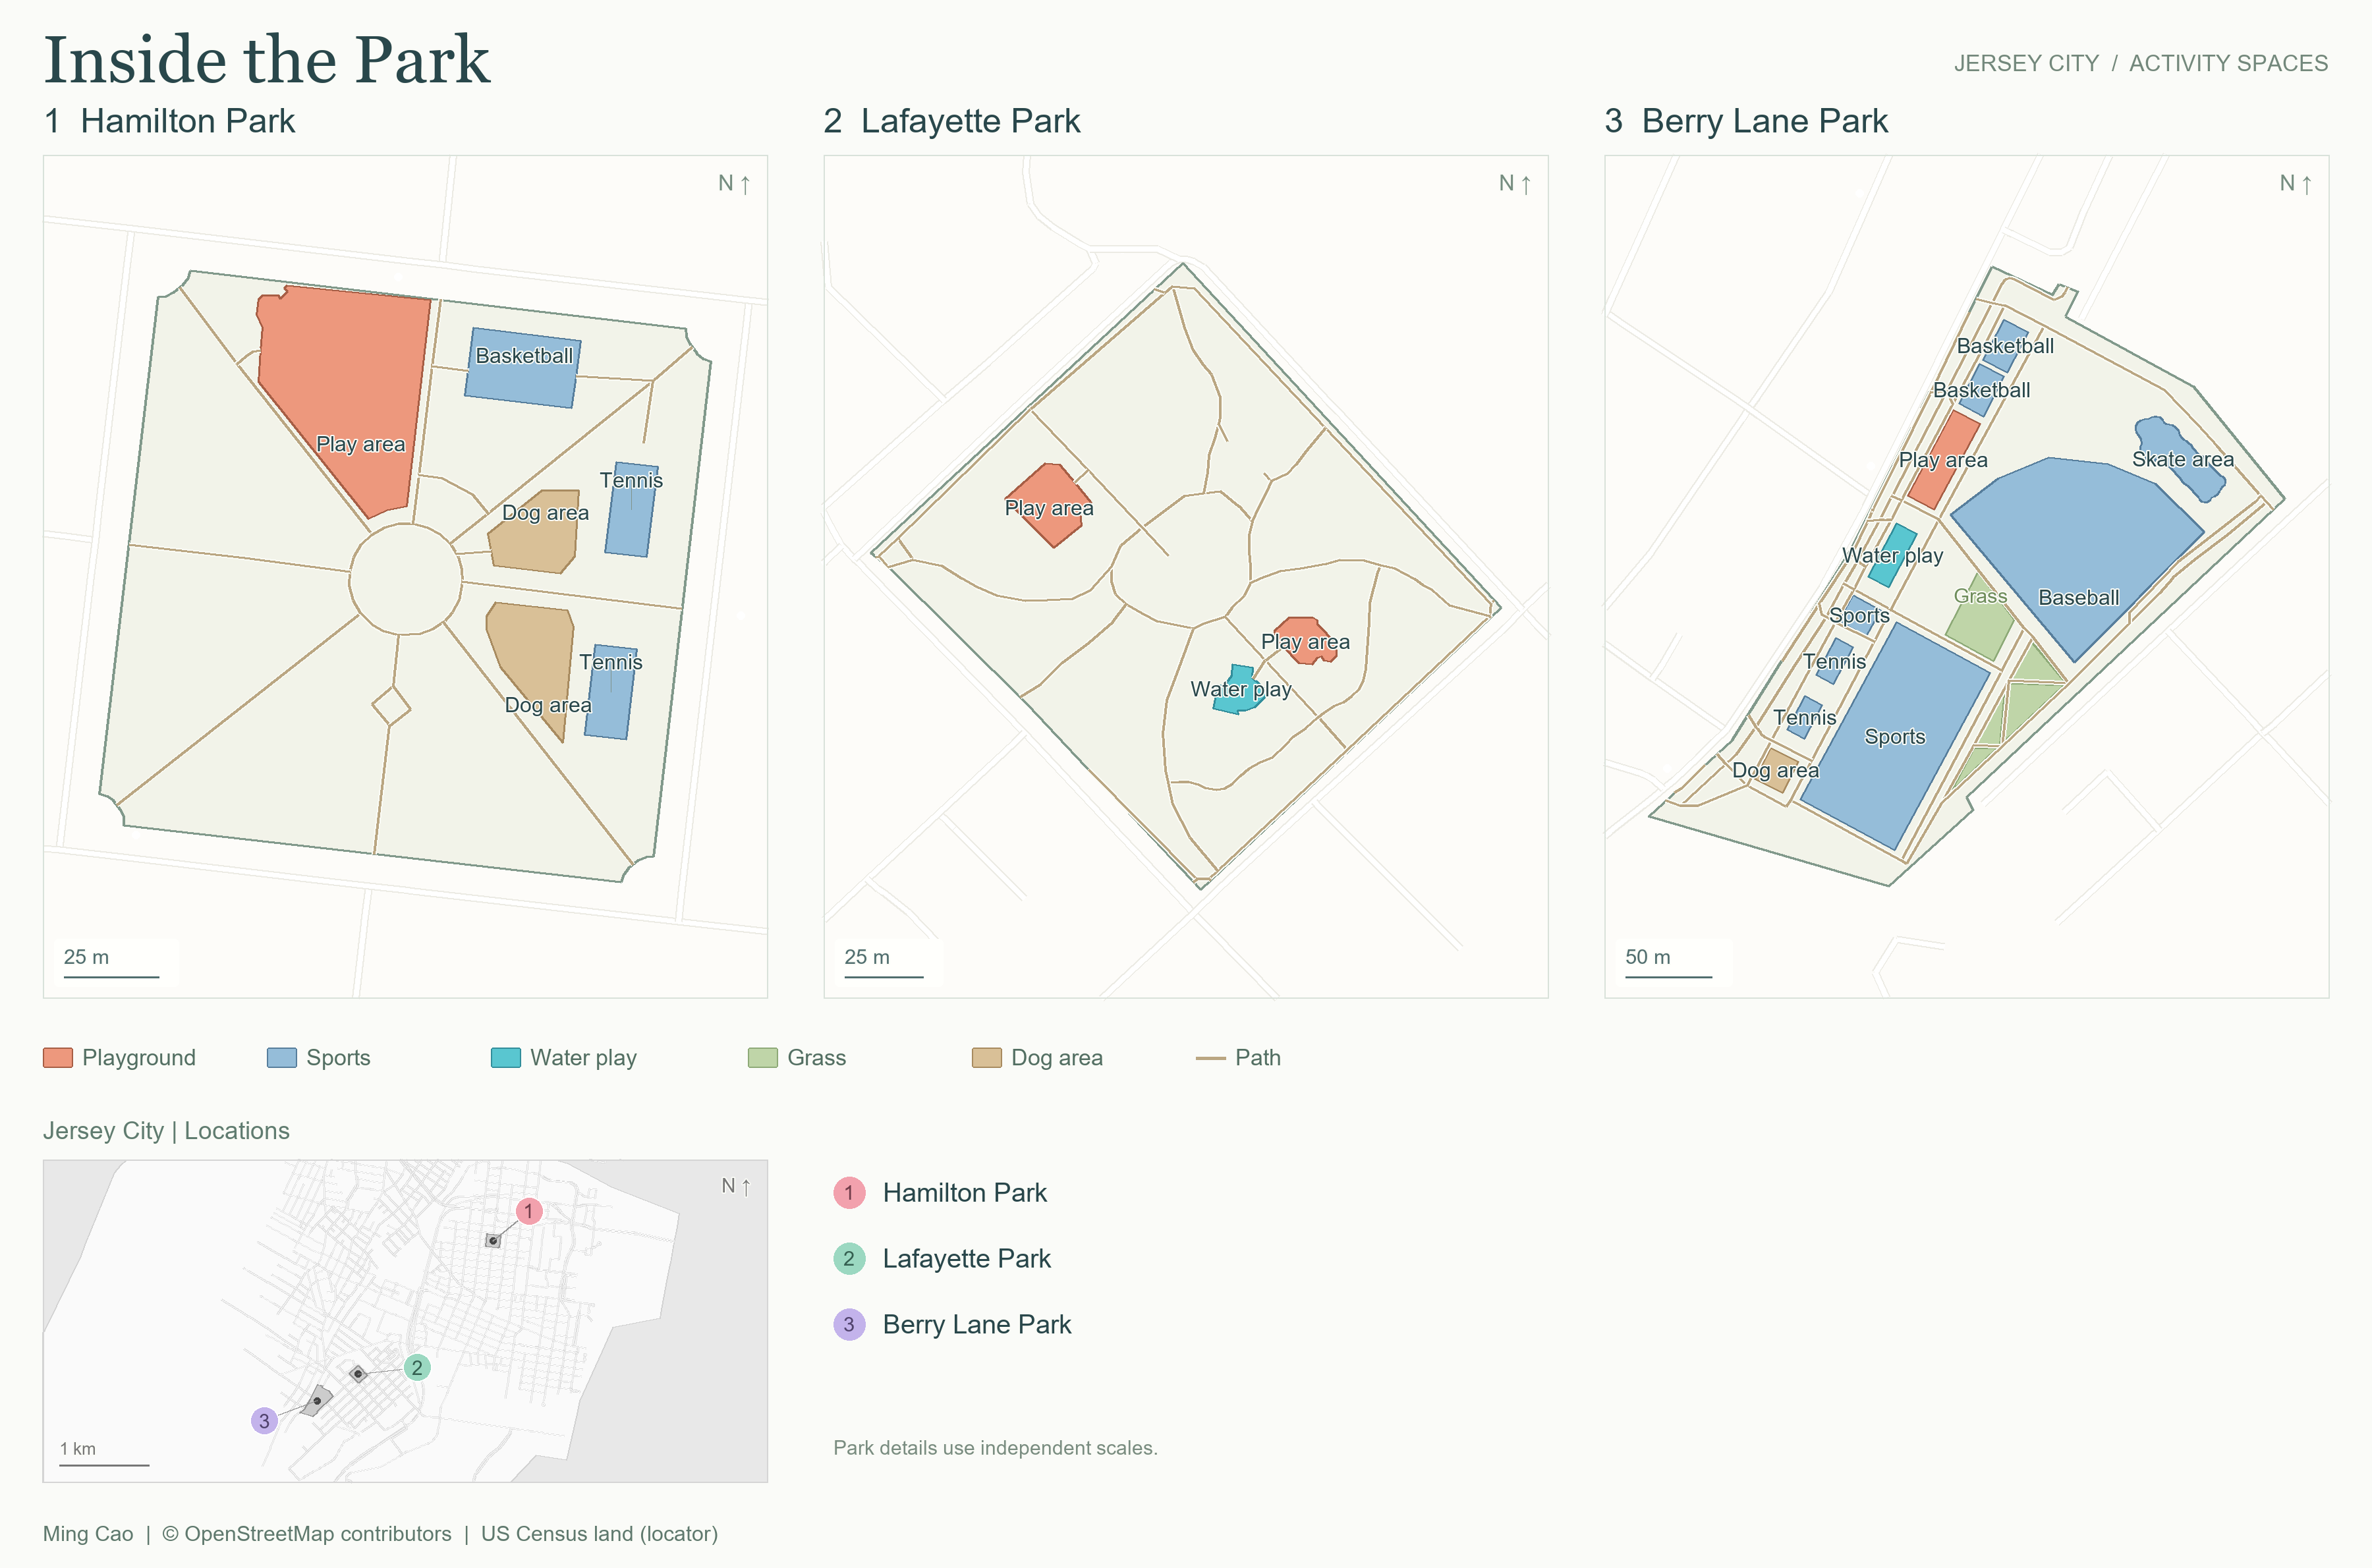 Inside the Park
JERSEY CITY / ACTIVITY SPACES
1 Hamilton Park
N ↑
Basketball
Play area
Tennis
Dog area
Tennis
Dog area
25 m
2 Lafayette Park
N ↑
Play area
Play area
Water play
25 m
3 Berry Lane Park
N ↑
Basketball
Basketball
Play area
Skate area
Water play
Grass
Baseball
Sports
Tennis
Tennis
Sports
Dog area
50 m
Playground
Sports
Water play
Grass
Dog area
Path
Jersey City | Locations
N ↑
1
2
3
1 km
1 Hamilton Park
2 Lafayette Park
3 Berry Lane Park
Park details use independent scales.
Ming Cao | © OpenStreetMap contributors | US Census land (locator)